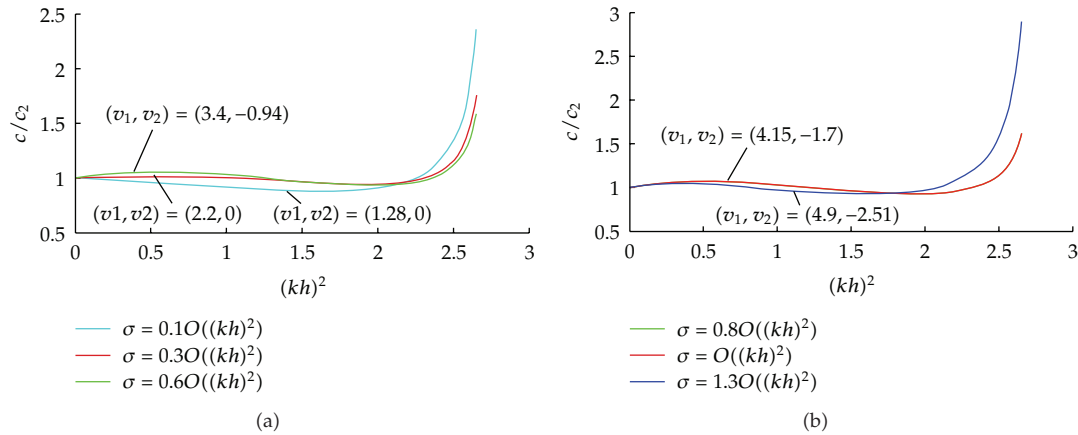 2.5
2
1.5
1
0.5
c/c₂
(v₁, v₂) = (3.4, −0.94)
(v1, v2) = (2.2, 0)
(v1, v2) = (1.28, 0)
0 0.5 1 1.5 2 2.5 3
(kh)²
σ = 0.1O((kh)²)
σ = 0.3O((kh)²)
σ = 0.6O((kh)²)
(a)
3
2.5
2
1.5
1
0.5
c/c₂
(v₁, v₂) = (4.15, −1.7)
(v₁, v₂) = (4.9, −2.51)
0 0.5 1 1.5 2 2.5 3
(kh)²
σ = 0.8O((kh)²)
σ = O((kh)²)
σ = 1.3O((kh)²)
(b)